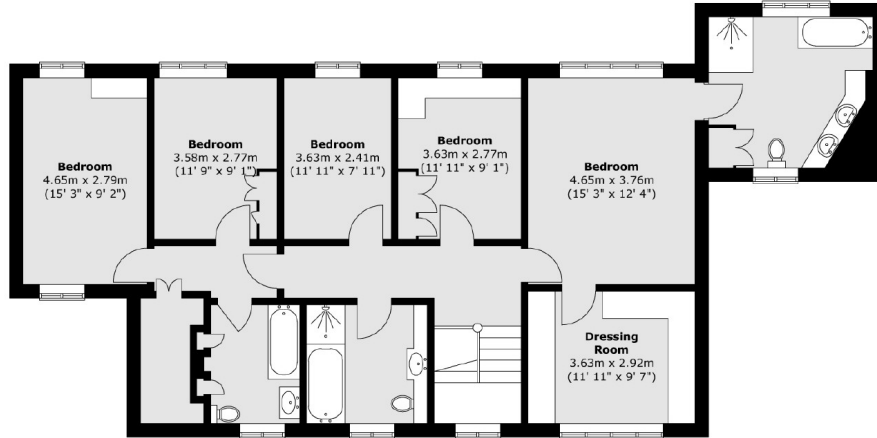 Bedroom
4.65m x 2.79m
(15' 3" x 9' 2")
Bedroom
3.58m x 2.77m
(11' 9" x 9' 1")
Bedroom
3.63m x 2.41m
(11' 11" x 7' 11")
Bedroom
3.63m x 2.77m
(11' 11" x 9' 1")
Bedroom
4.65m x 3.76m
(15' 3" x 12' 4")
Dressing
Room
3.63m x 2.92m
(11' 11" x 9' 7")